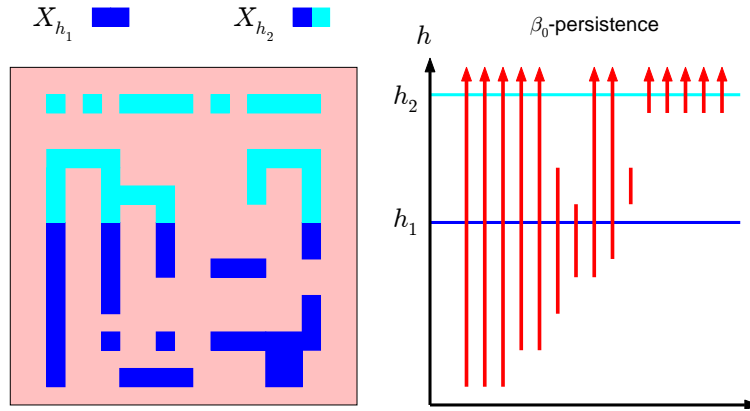 X_{h_1}
X_{h_2}
β_0-persistence
h
h_2
h_1